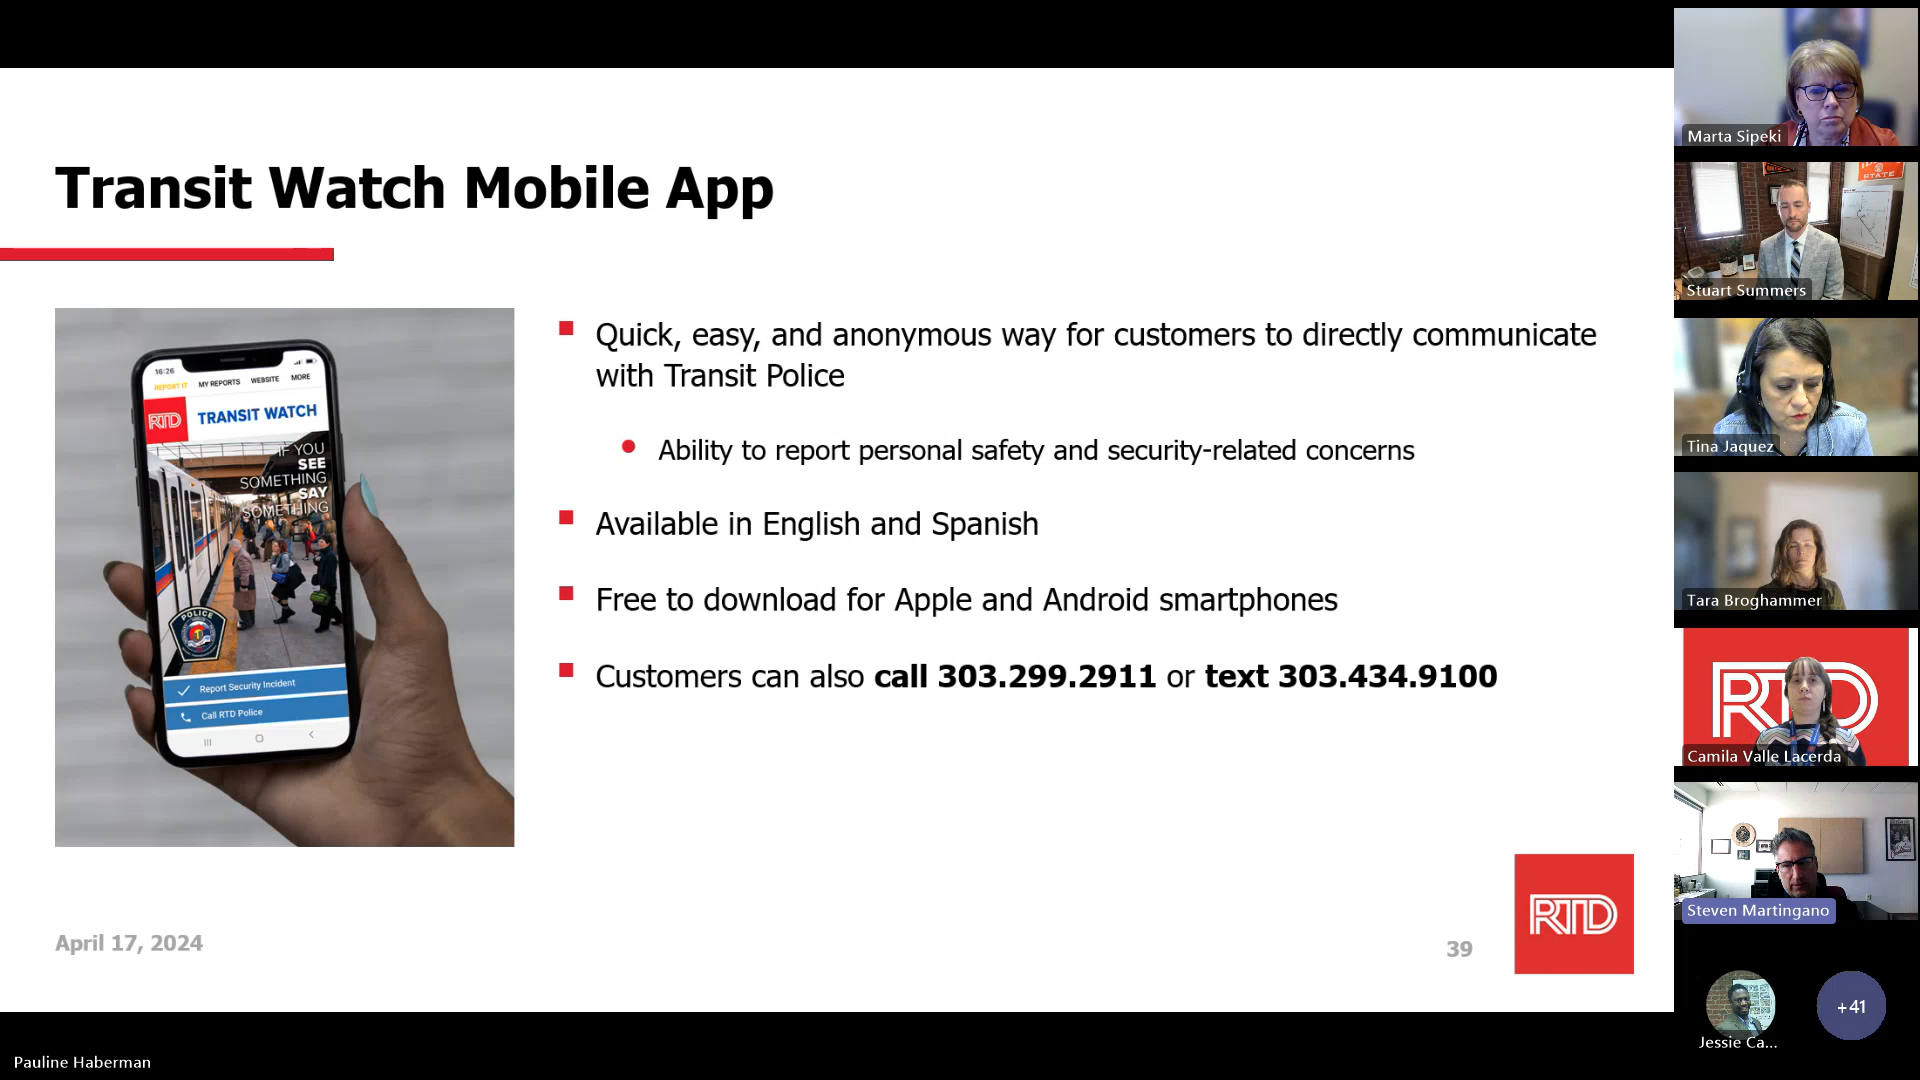 Transit Watch Mobile App
16:26
REPORT IT MY REPORTS WEBSITE MORE
RTD TRANSIT WATCH
IF YOU
SEE
SOMETHING
SAY
SOMETHING
POLICE
Report Security Incident
Call RTD Police
Quick, easy, and anonymous way for customers to directly communicate
with Transit Police
Ability to report personal safety and security-related concerns
Available in English and Spanish
Free to download for Apple and Android smartphones
Customers can also call 303.299.2911 or text 303.434.9100
April 17, 2024
39
RTD
Pauline Haberman
Marta Sipeki
STATE
Stuart Summers
Tina Jaquez
Tara Broghammer
RTD
Camila Valle Lacerda
Steven Martingano
Jessie Ca...
+41